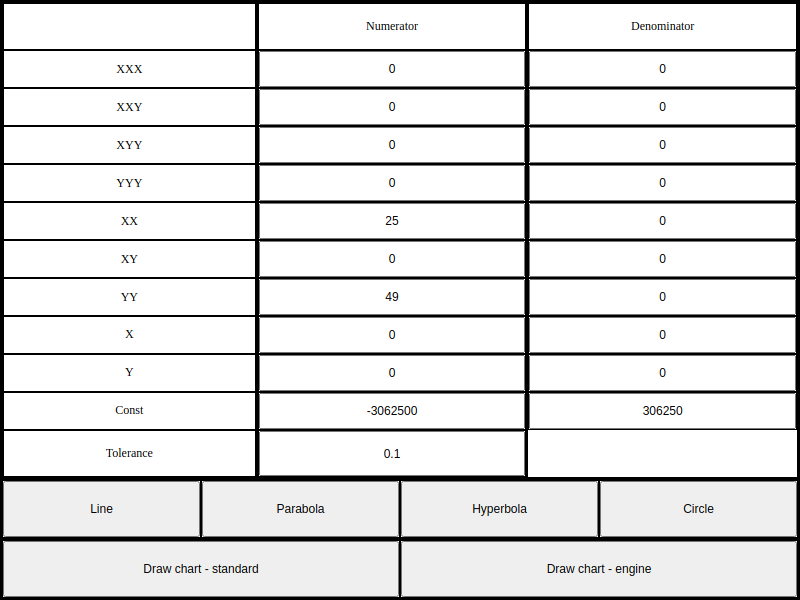 Numerator Denominator
XXX 0 0
XXY 0 0
XYY 0 0
YYY 0 0
XX 25 0
XY 0 0
YY 49 0
X 0 0
Y 0 0
Const -3062500 306250
Tolerance 0.1
Line Parabola Hyperbola Circle
Draw chart - standard Draw chart - engine